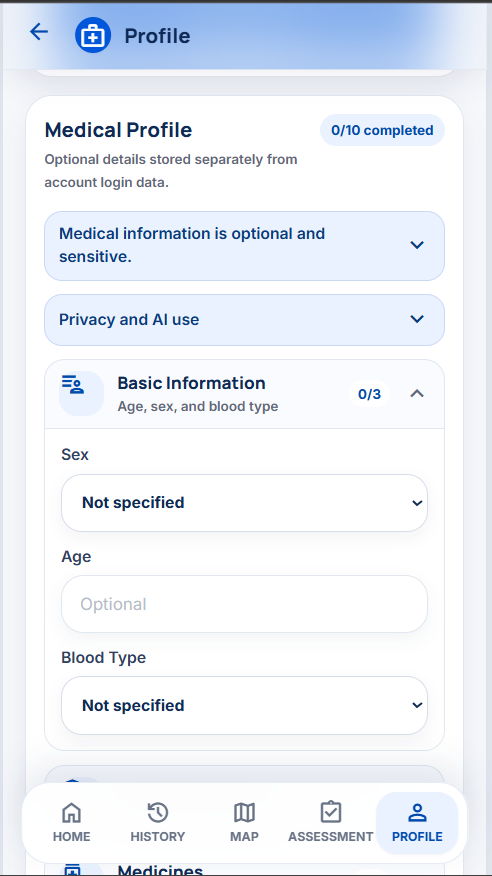 Profile
Medical Profile
0/10 completed
Optional details stored separately from
account login data.
Medical information is optional and
sensitive.
Privacy and AI use
Basic Information
0/3
Age, sex, and blood type
Sex
Not specified
Age
Optional
Blood Type
Not specified
HOME
HISTORY
MAP
ASSESSMENT
PROFILE
Medicines